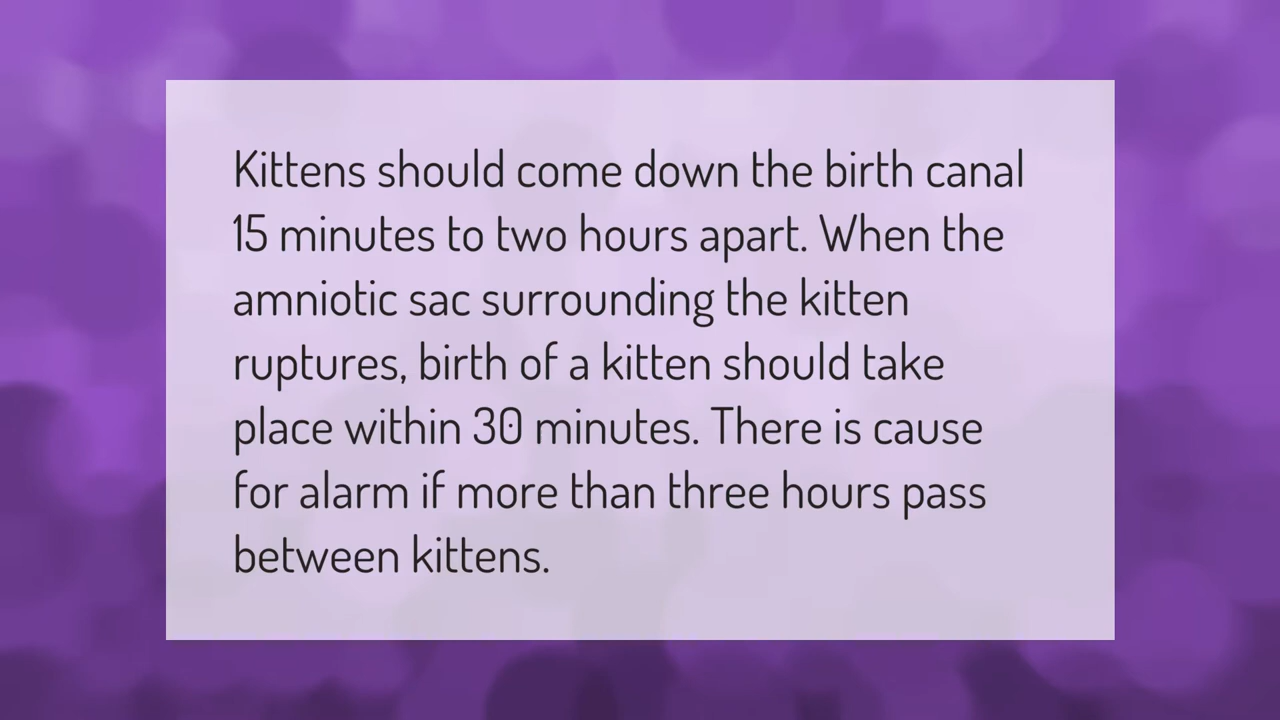 Kittens should come down the birth canal
15 minutes to two hours apart. When the
amniotic sac surrounding the kitten
ruptures, birth of a kitten should take
place within 30 minutes. There is cause
for alarm if more than three hours pass
between kittens.